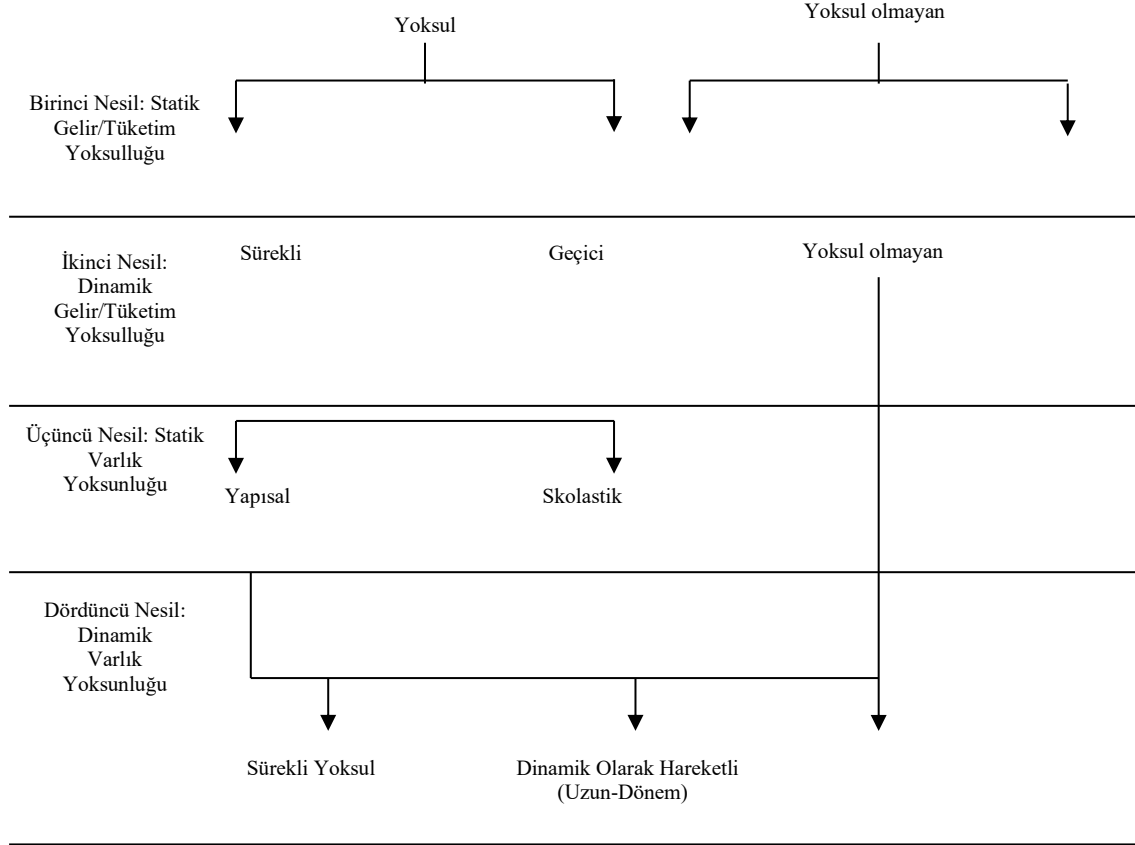 Yoksul
Yoksul olmayan
Birinci Nesil: Statik
Gelir/Tüketim
Yoksulluğu
İkinci Nesil:
Dinamik
Gelir/Tüketim
Yoksulluğu
Sürekli
Geçici
Yoksul olmayan
Üçüncü Nesil: Statik
Varlık
Yoksunluğu
Yapısal
Skolastik
Dördüncü Nesil:
Dinamik
Varlık
Yoksunluğu
Sürekli Yoksul
Dinamik Olarak Hareketli
(Uzun-Dönem)